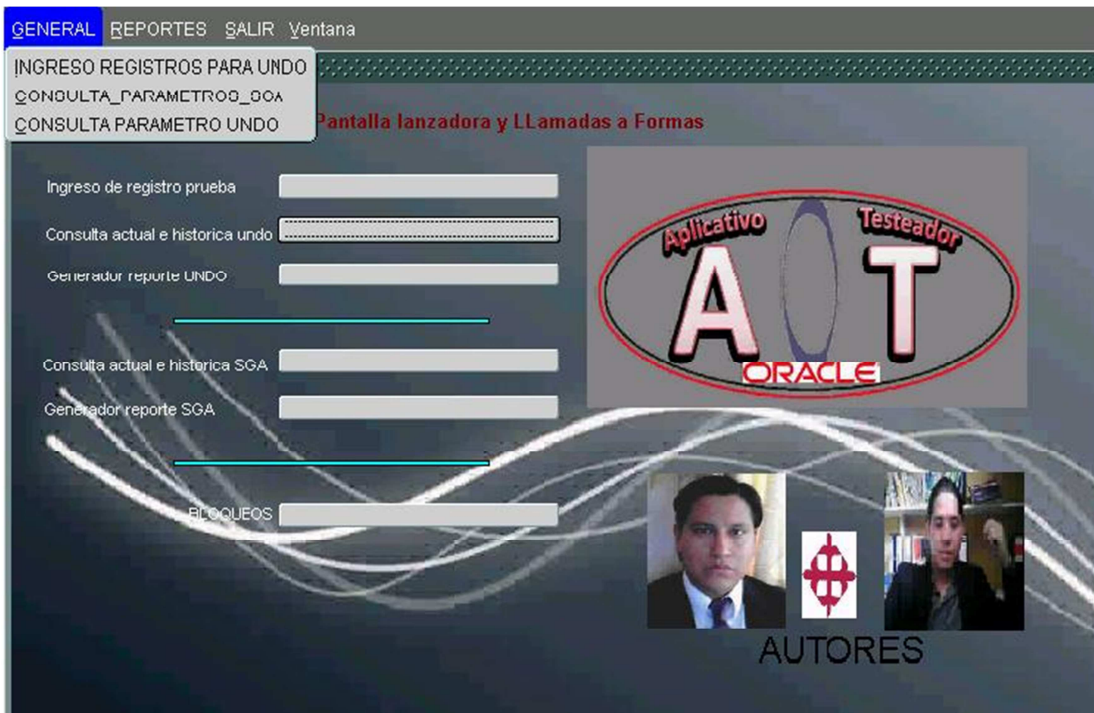 GENERAL REPORTES SALIR Ventana
INGRESO REGISTROS PARA UNDO
CONSULTA_PARAMETROS_SGA
CONSULTA PARAMETRO UNDO
Pantalla lanzadora y LLamadas a Formas
Ingreso de registro prueba
Consulta actual e historica undo
Generador reporte UNDO
Consulta actual e historica SGA
Generador reporte SGA
BLOQUEOS
Aplicativo Testeador
A O T
ORACLE
AUTORES